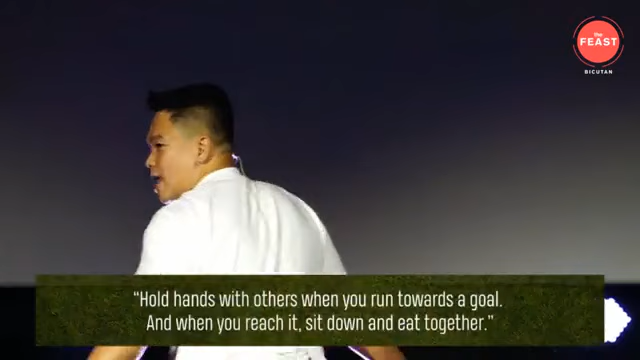 the
FEAST
BICUTAN
“Hold hands with others when you run towards a goal.
And when you reach it, sit down and eat together.”